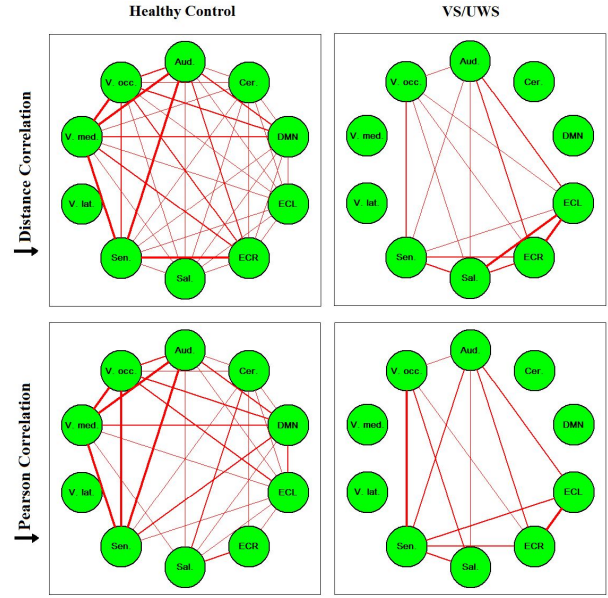 Healthy Control
VS/UWS
Distance Correlation
Aud.
V. occ.
Cer.
V. med.
DMN
V. lat.
ECL
Sen.
ECR
Sal.
Aud.
V. occ.
Cer.
V. med.
DMN
V. lat.
ECL
Sen.
ECR
Sal.
Pearson Correlation
Aud.
V. occ.
Cer.
V. med.
DMN
V. lat.
ECL
Sen.
ECR
Sal.
Aud.
V. occ.
Cer.
V. med.
DMN
V. lat.
ECL
Sen.
ECR
Sal.